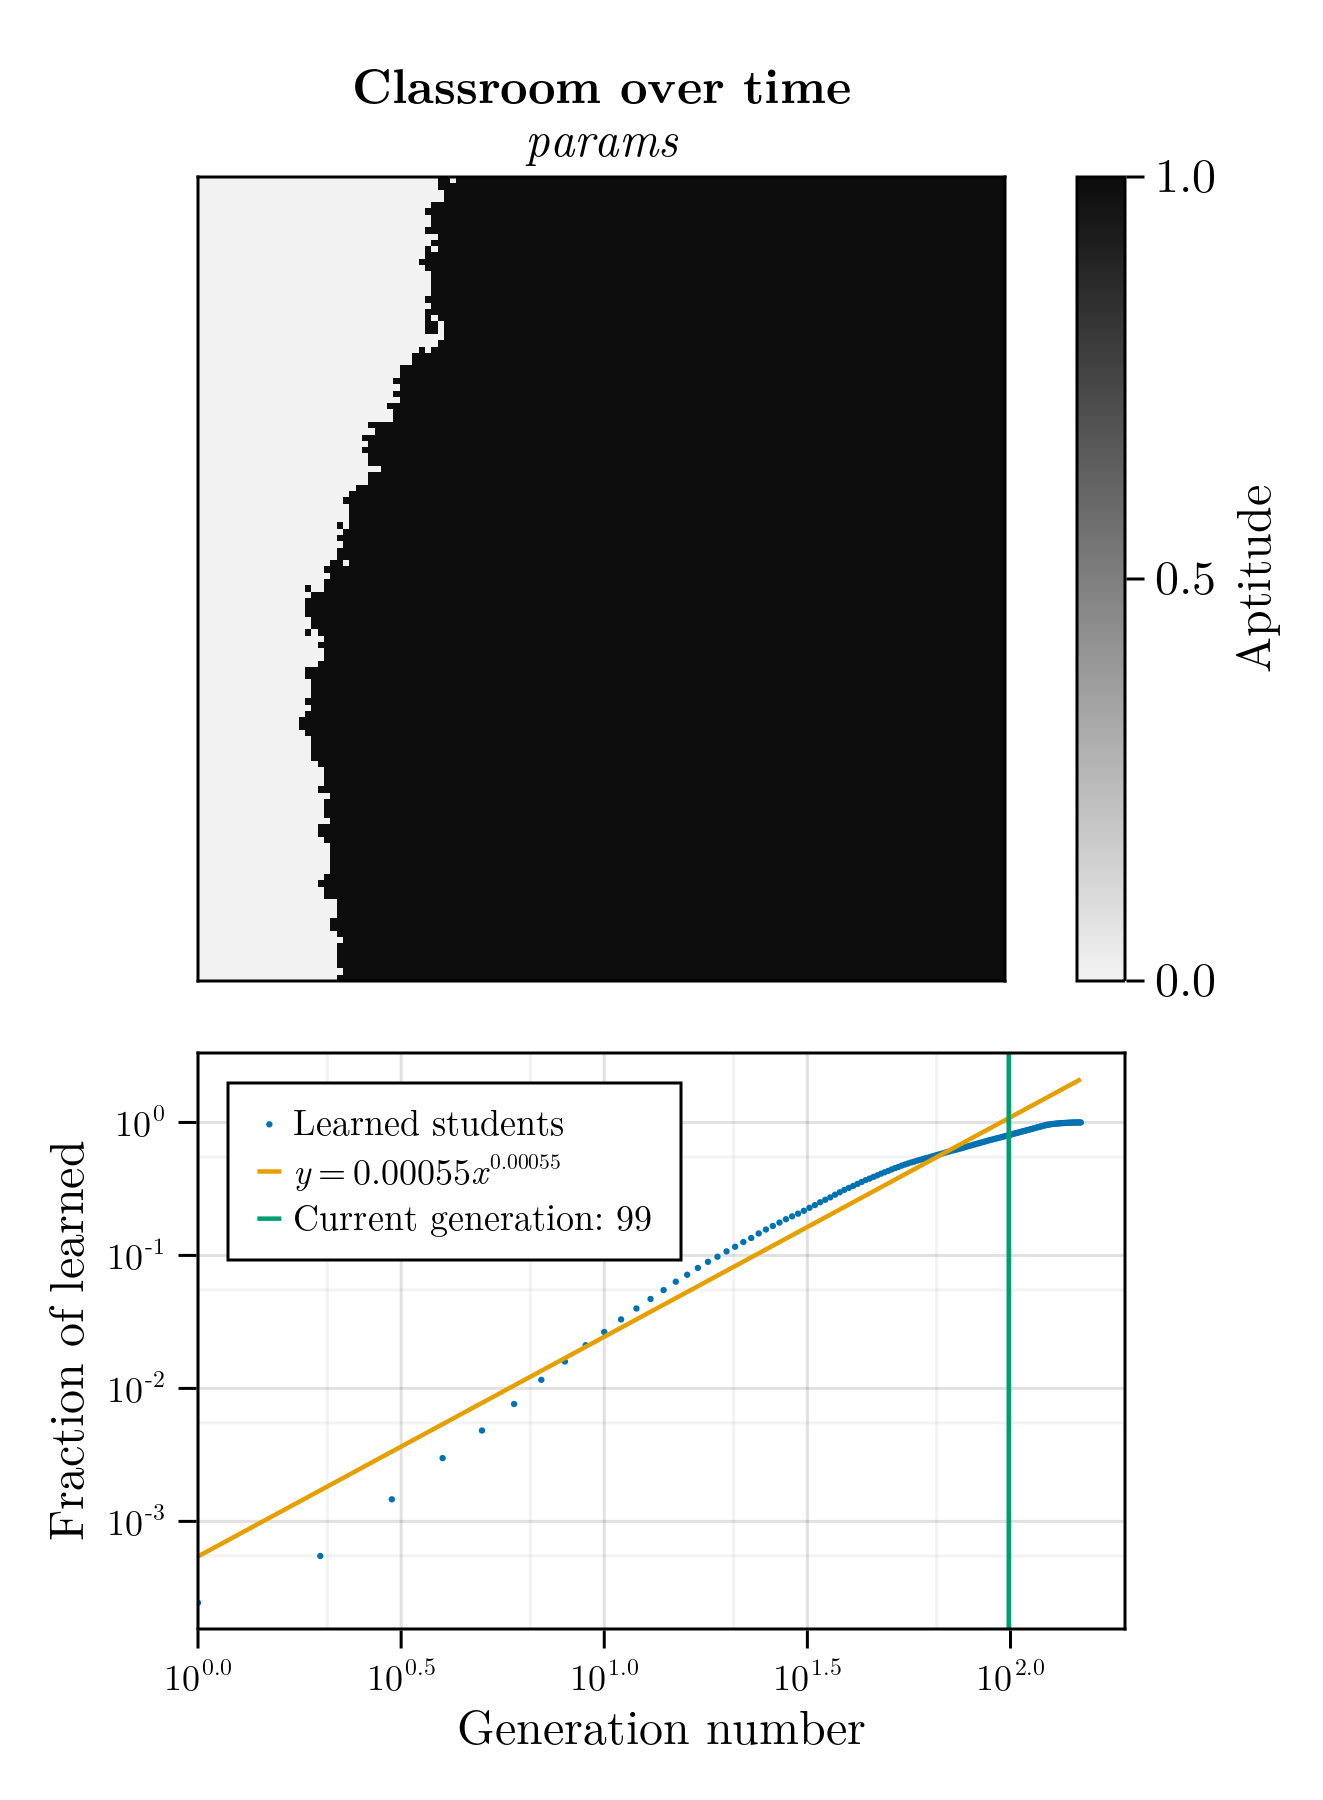 Classroom over time
params
1.0
0.5
0.0
Aptitude
Learned students
y = 0.00055x^0.00055
Current generation: 99
10^0
10^-1
10^-2
10^-3
Fraction of learned
10^0.0 10^0.5 10^1.0 10^1.5 10^2.0
Generation number